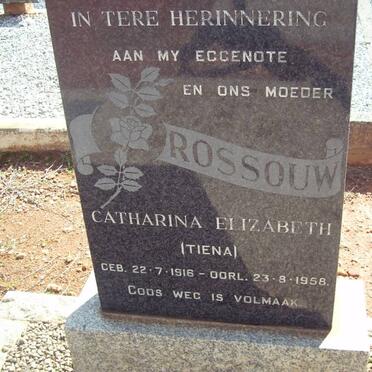 IN TERE HERINNERING
AAN MY EGGENOTE
EN ONS MOEDER
ROSSOUW
CATHARINA ELIZABETH
(TIENA)
GEB. 22-7-1916 - OORL. 23-8-1958.
GODS WEG IS VOLMAAK